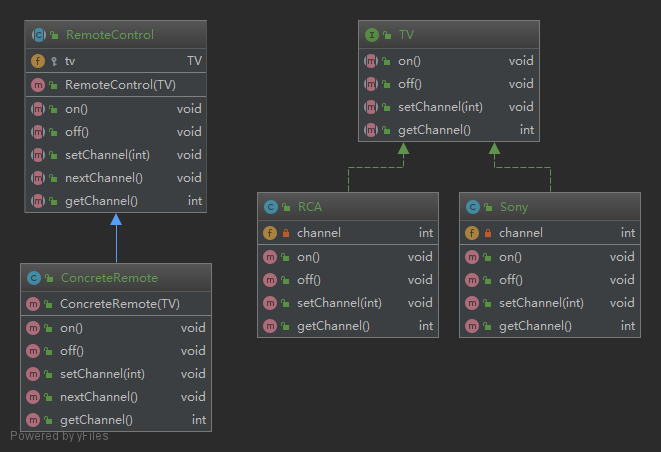 RemoteControl
tv TV
RemoteControl(TV)
on() void
off() void
setChannel(int) void
nextChannel() void
getChannel() int
TV
on() void
off() void
setChannel(int) void
getChannel() int
RCA
channel int
on() void
off() void
setChannel(int) void
getChannel() int
Sony
channel int
on() void
off() void
setChannel(int) void
getChannel() int
ConcreteRemote
ConcreteRemote(TV)
on() void
off() void
setChannel(int) void
nextChannel() void
getChannel() int
Powered by yFiles